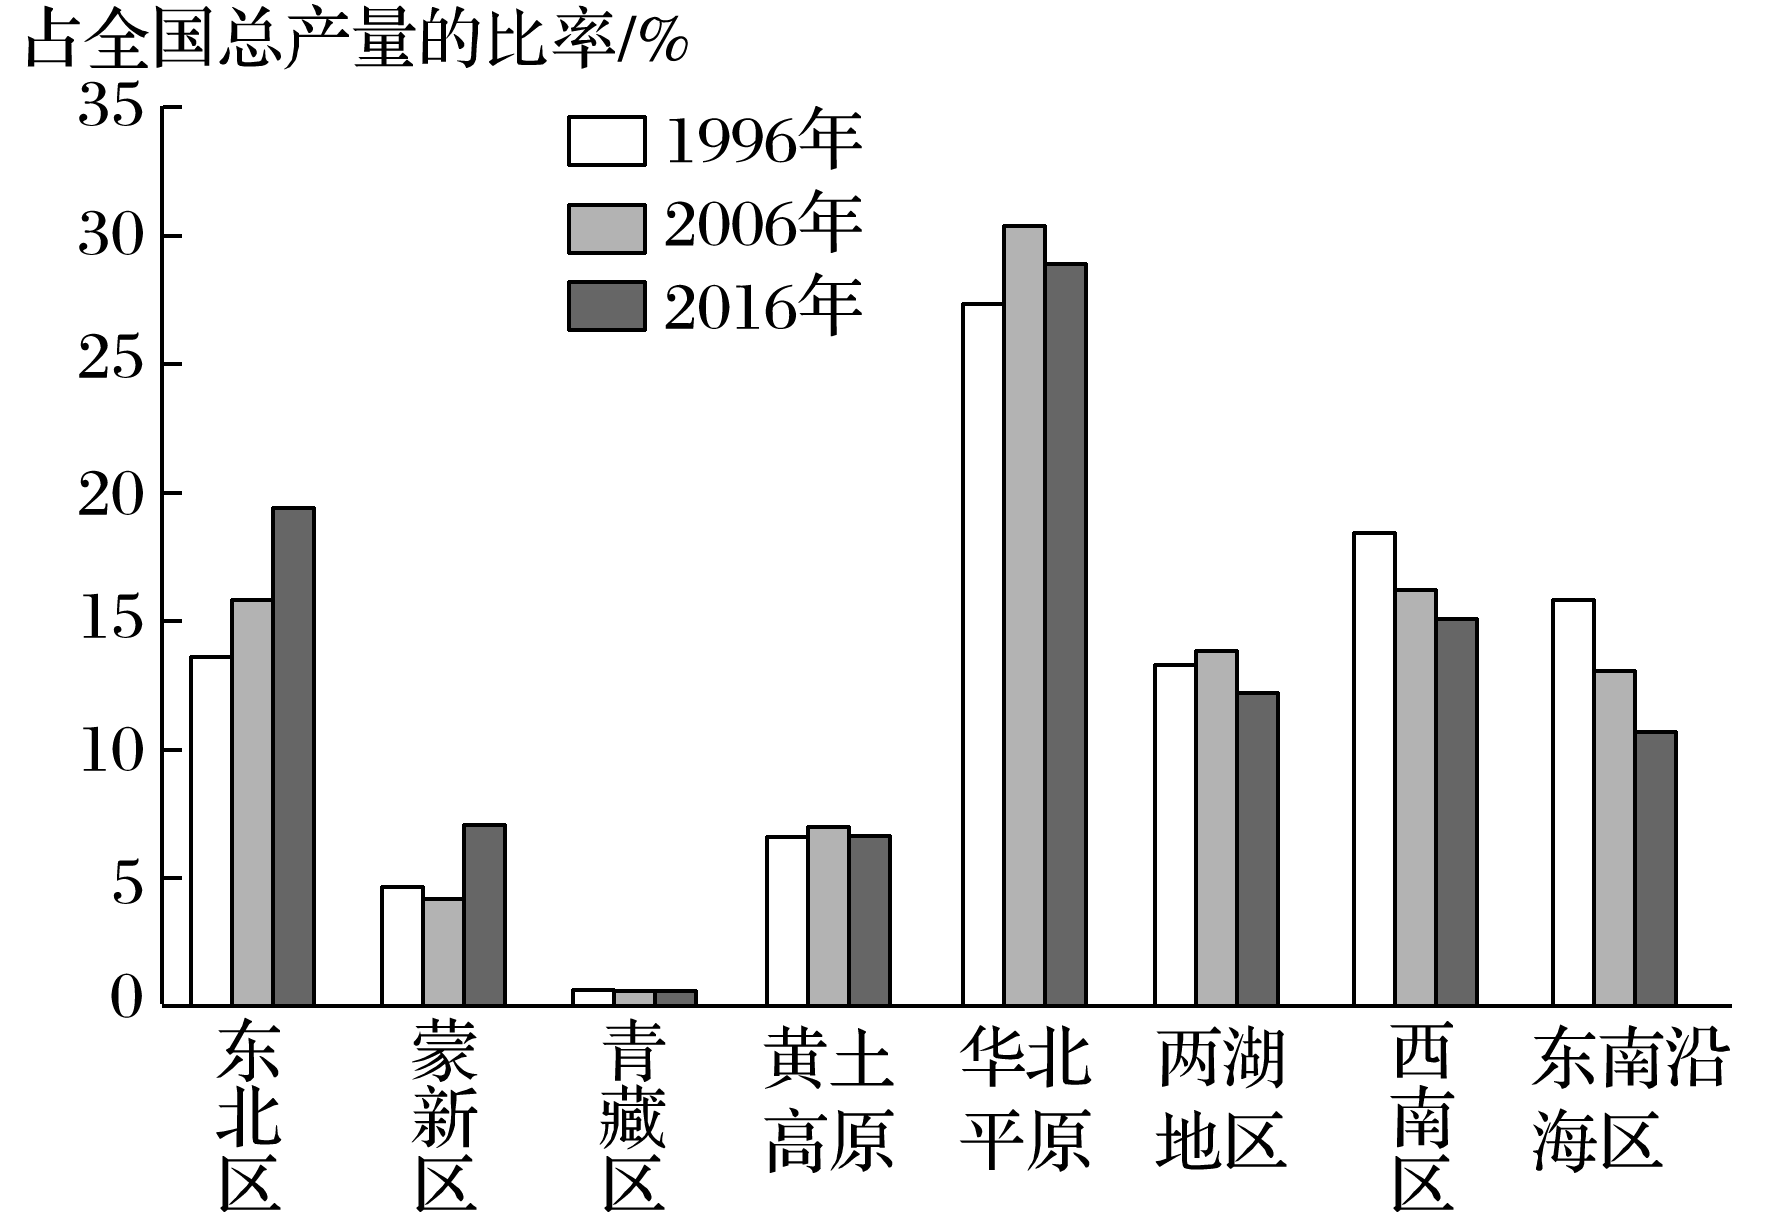 占全国总产量的比率/%
35
30
25
20
15
10
5
0
1996年
2006年
2016年
东北区
蒙新区
青藏区
黄土
高原
华北
平原
两湖
地区
西南区
东南沿
海区